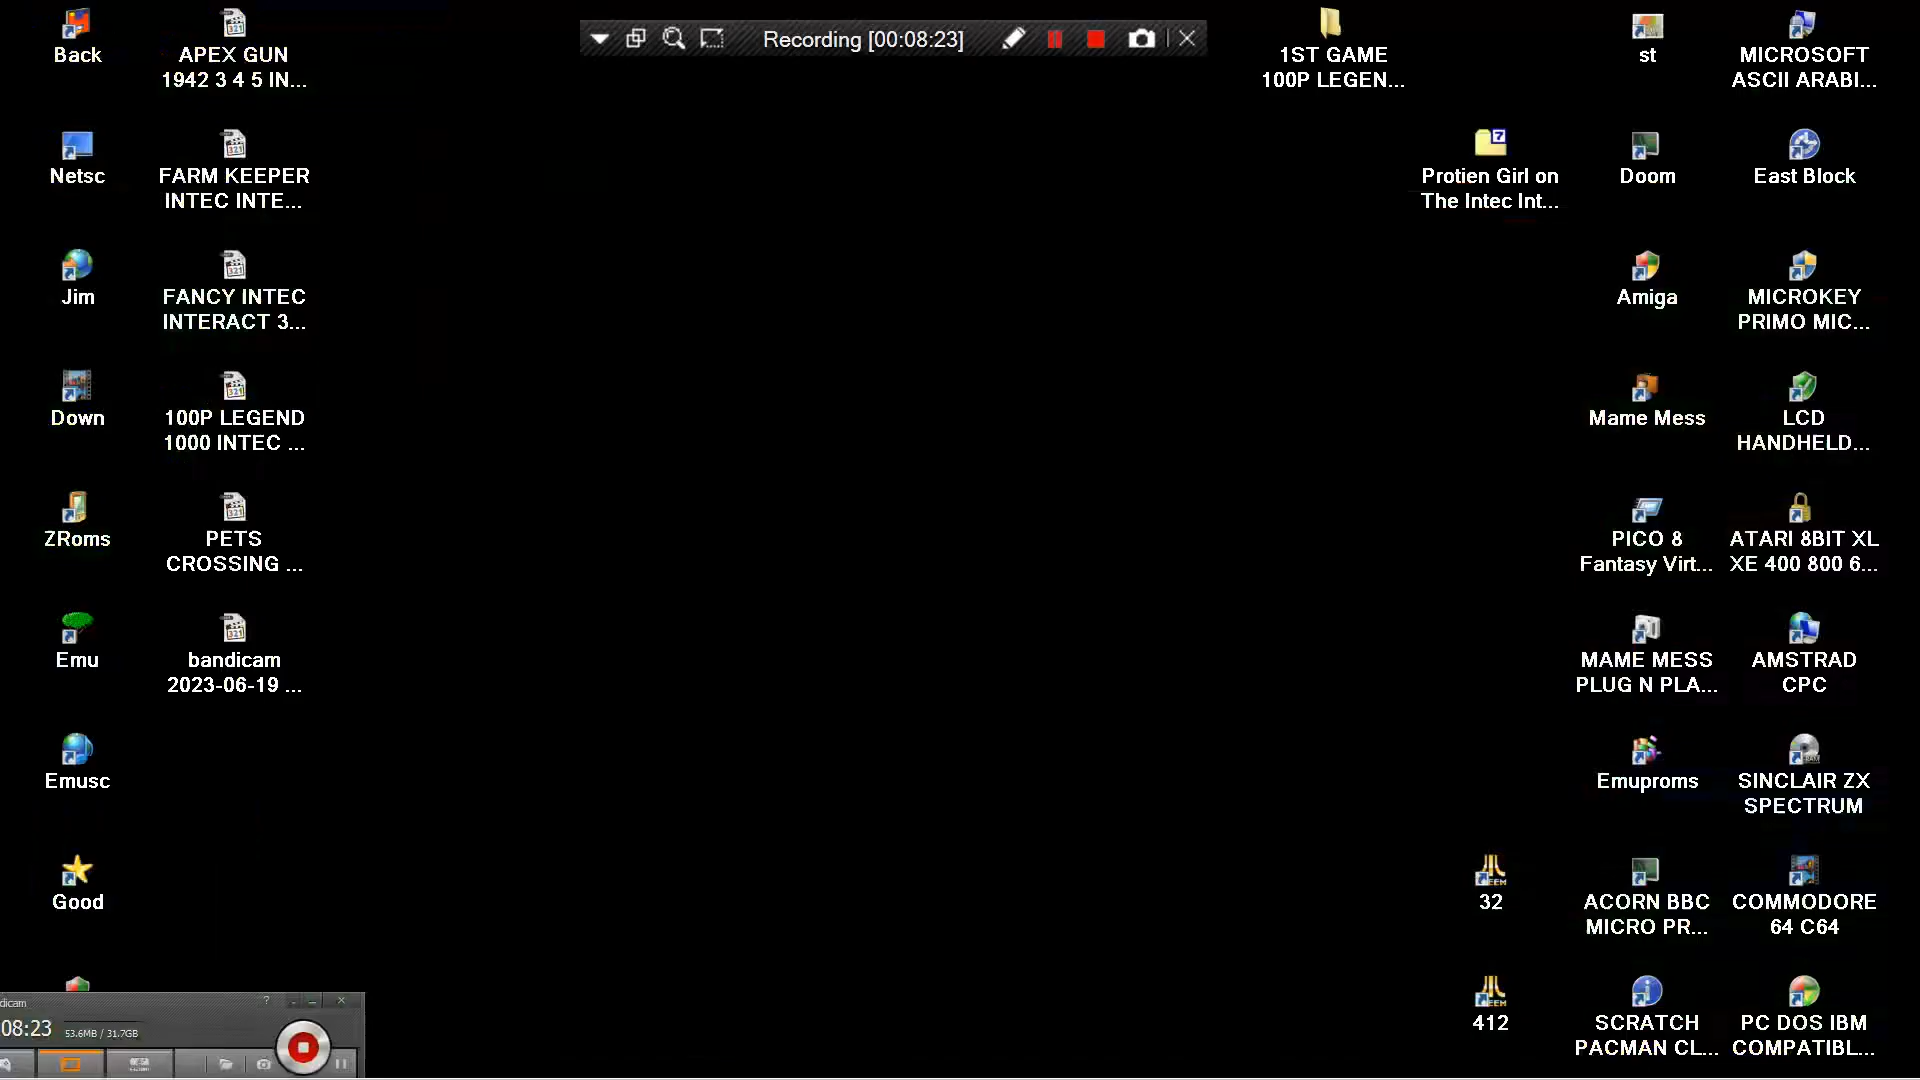 Recording [00:08:23]
Back
APEX GUN
1942 3 4 5 IN...
Netsc
FARM KEEPER
INTEC INTE...
Jim
FANCY INTEC
INTERACT 3...
Down
100P LEGEND
1000 INTEC ...
ZRoms
PETS
CROSSING ...
Emu
bandicam
2023-06-19 ...
Emusc
Good
1ST GAME
100P LEGEN...
Protien Girl on
The Intec Int...
32
412
st
Doom
Amiga
Mame Mess
PICO 8
Fantasy Virt...
MAME MESS
PLUG N PLA...
Emuproms
ACORN BBC
MICRO PR...
SCRATCH
PACMAN CL...
MICROSOFT
ASCII ARABI...
East Block
MICROKEY
PRIMO MIC...
LCD
HANDHELD...
ATARI 8BIT XL
XE 400 800 6...
AMSTRAD
CPC
SINCLAIR ZX
SPECTRUM
COMMODORE
64 C64
PC DOS IBM
COMPATIBL...
dicam
08:23 53.6MB / 31.7GB